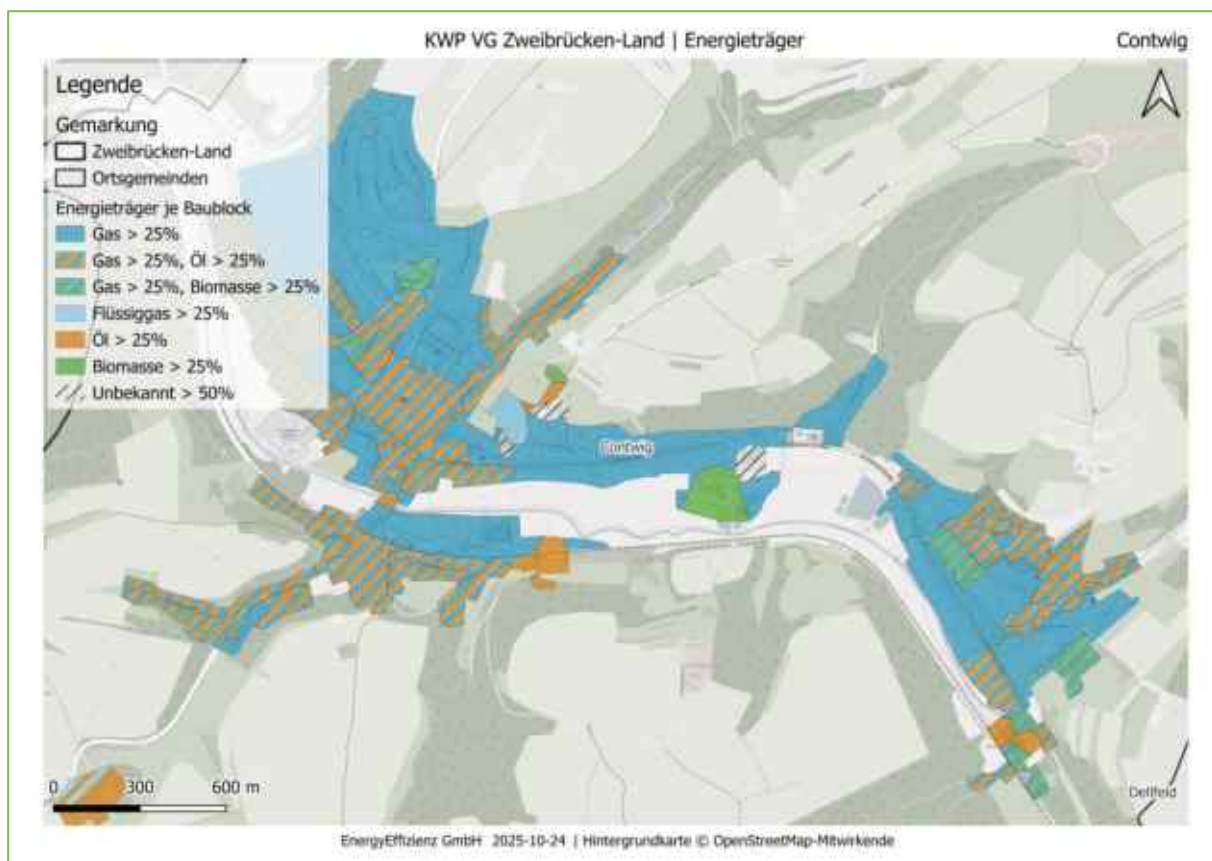 KWP VG Zweibrücken-Land | Energieträger
Contwig
Legende
Gemarkung
Zweibrücken-Land
Ortsgemeinden
Energieträger je Baublock
Gas > 25%
Gas > 25%, Öl > 25%
Gas > 25%, Biomasse > 25%
Flüssiggas > 25%
Öl > 25%
Biomasse > 25%
Unbekannt > 50%
Contwig
0 300 600 m
Dellfeld
EnergyEffizienz GmbH 2025-10-24 | Hintergrundkarte © OpenStreetMap-Mitwirkende